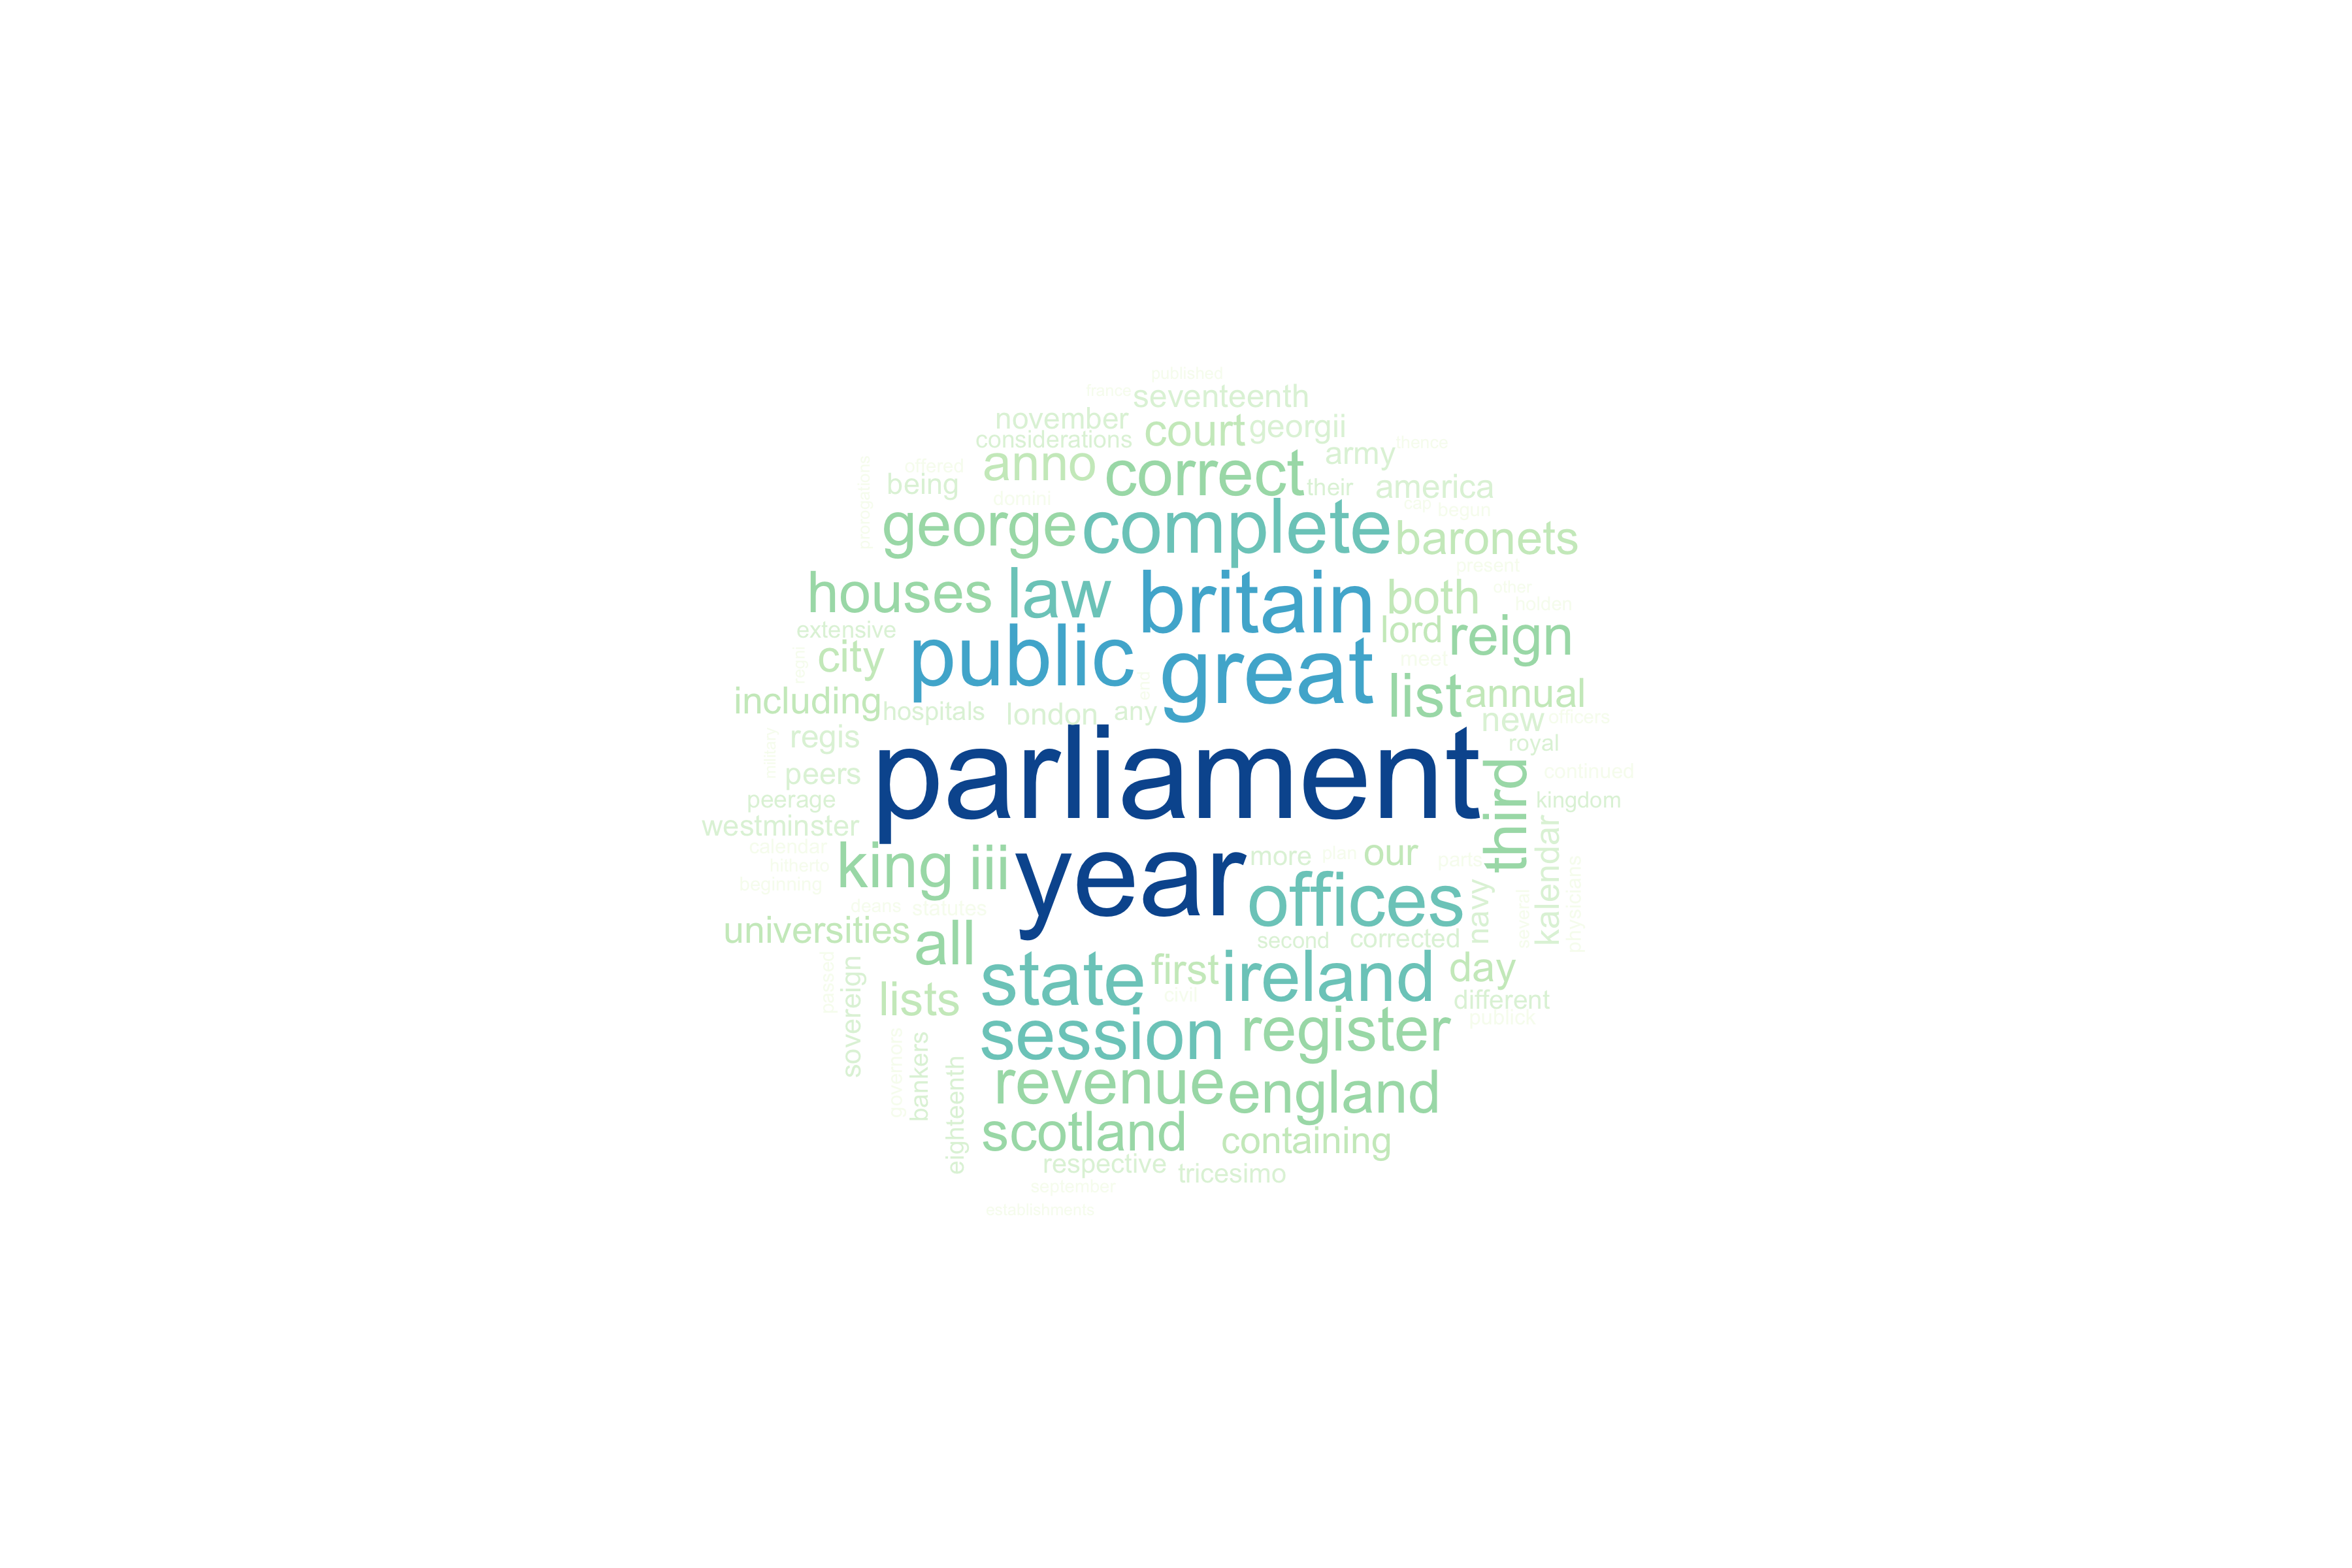 published
france seventeenth
november court georgii
considerations
anno correct army thence
offered
being domini their america
prorogations
cap begun
george complete baronets
present
houses law britain both other
holden
extensive lord reign
city public great meet
regni
end
including list annual
hospitals london any new officers
regis royal
military
peers parliament third continued
peerage kingdom
westminster
calendar king iii year more plan our parts kalendar
hitherto
beginning offices navy
deans statutes several physicians
universities all second corrected
passed
sovereign state first ireland day
lists civil different
publick
session register
governors bankers
eighteenth revenue england
scotland containing
respective tricesimo
september
establishments